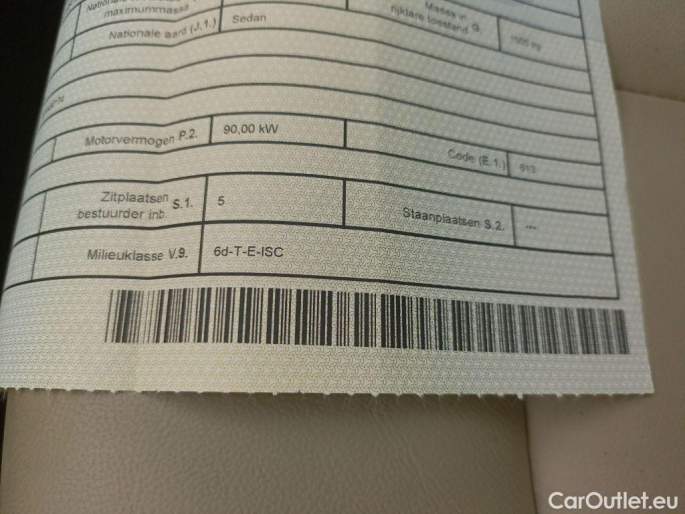 maximummassa
Massa in G.
rijklare toestand
Nationale aard (J.1.) Sedan
Motorvermogen P.2. 90,00 kW Code (E.1.) 
Zitplaatsen S.1. 5 Staanplaatsen S.2. ---
bestuurder inb.
Milieuklasse V.9. 6d-T-E-ISC
CarOutlet.eu